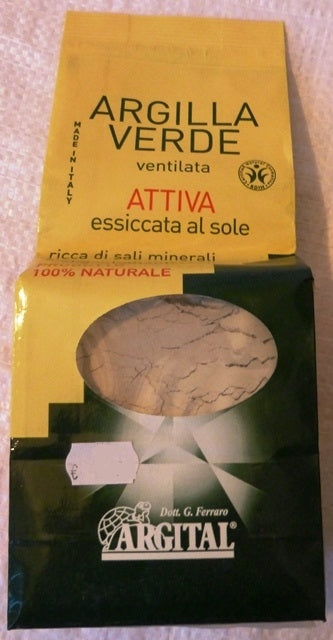 ARGILLA
VERDE
ventilata
MADE IN ITALY
ATTIVA
essiccata al sole
ricca di sali minerali
100% NATURALE
Dott. G. Ferraro
ARGITAL®